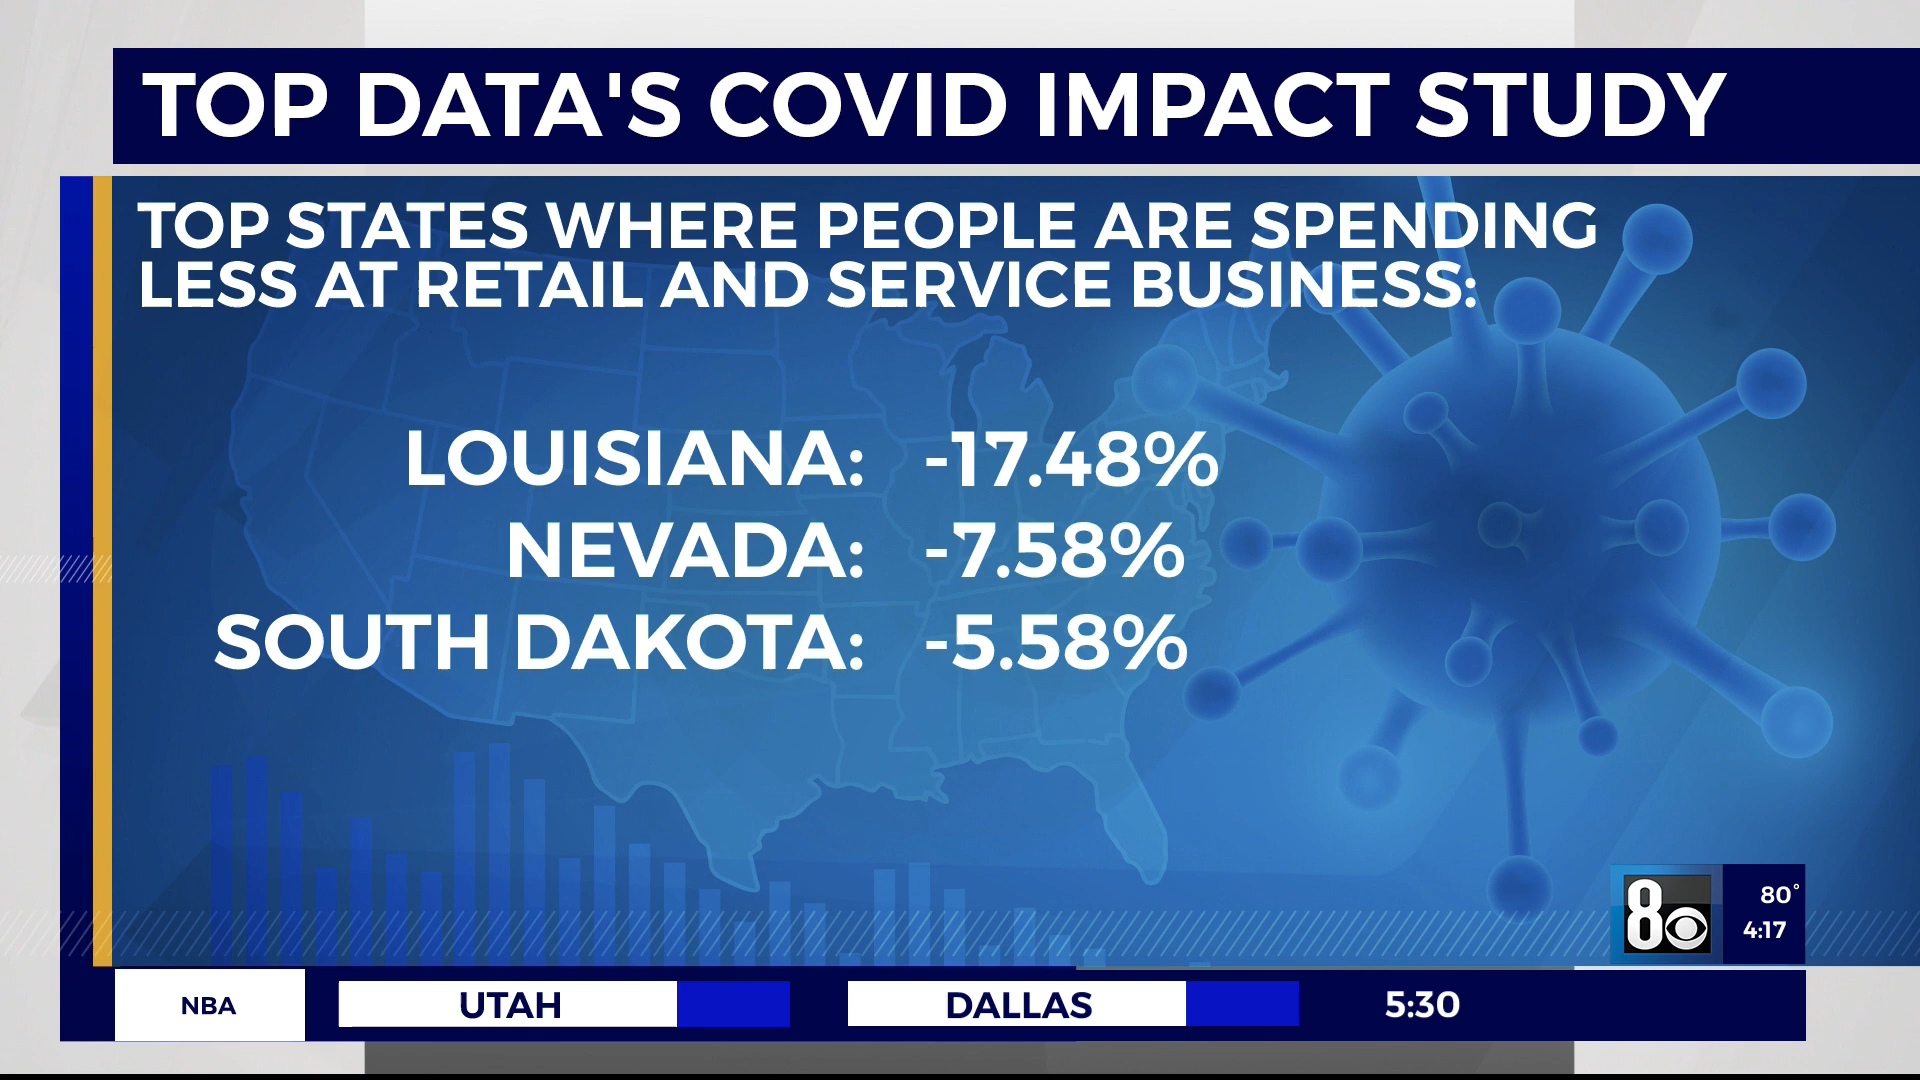 TOP DATA'S COVID IMPACT STUDY
TOP STATES WHERE PEOPLE ARE SPENDING
LESS AT RETAIL AND SERVICE BUSINESS:
LOUISIANA: -17.48%
NEVADA: -7.58%
SOUTH DAKOTA: -5.58%
8
80°
4:17
NBA UTAH DALLAS 5:30